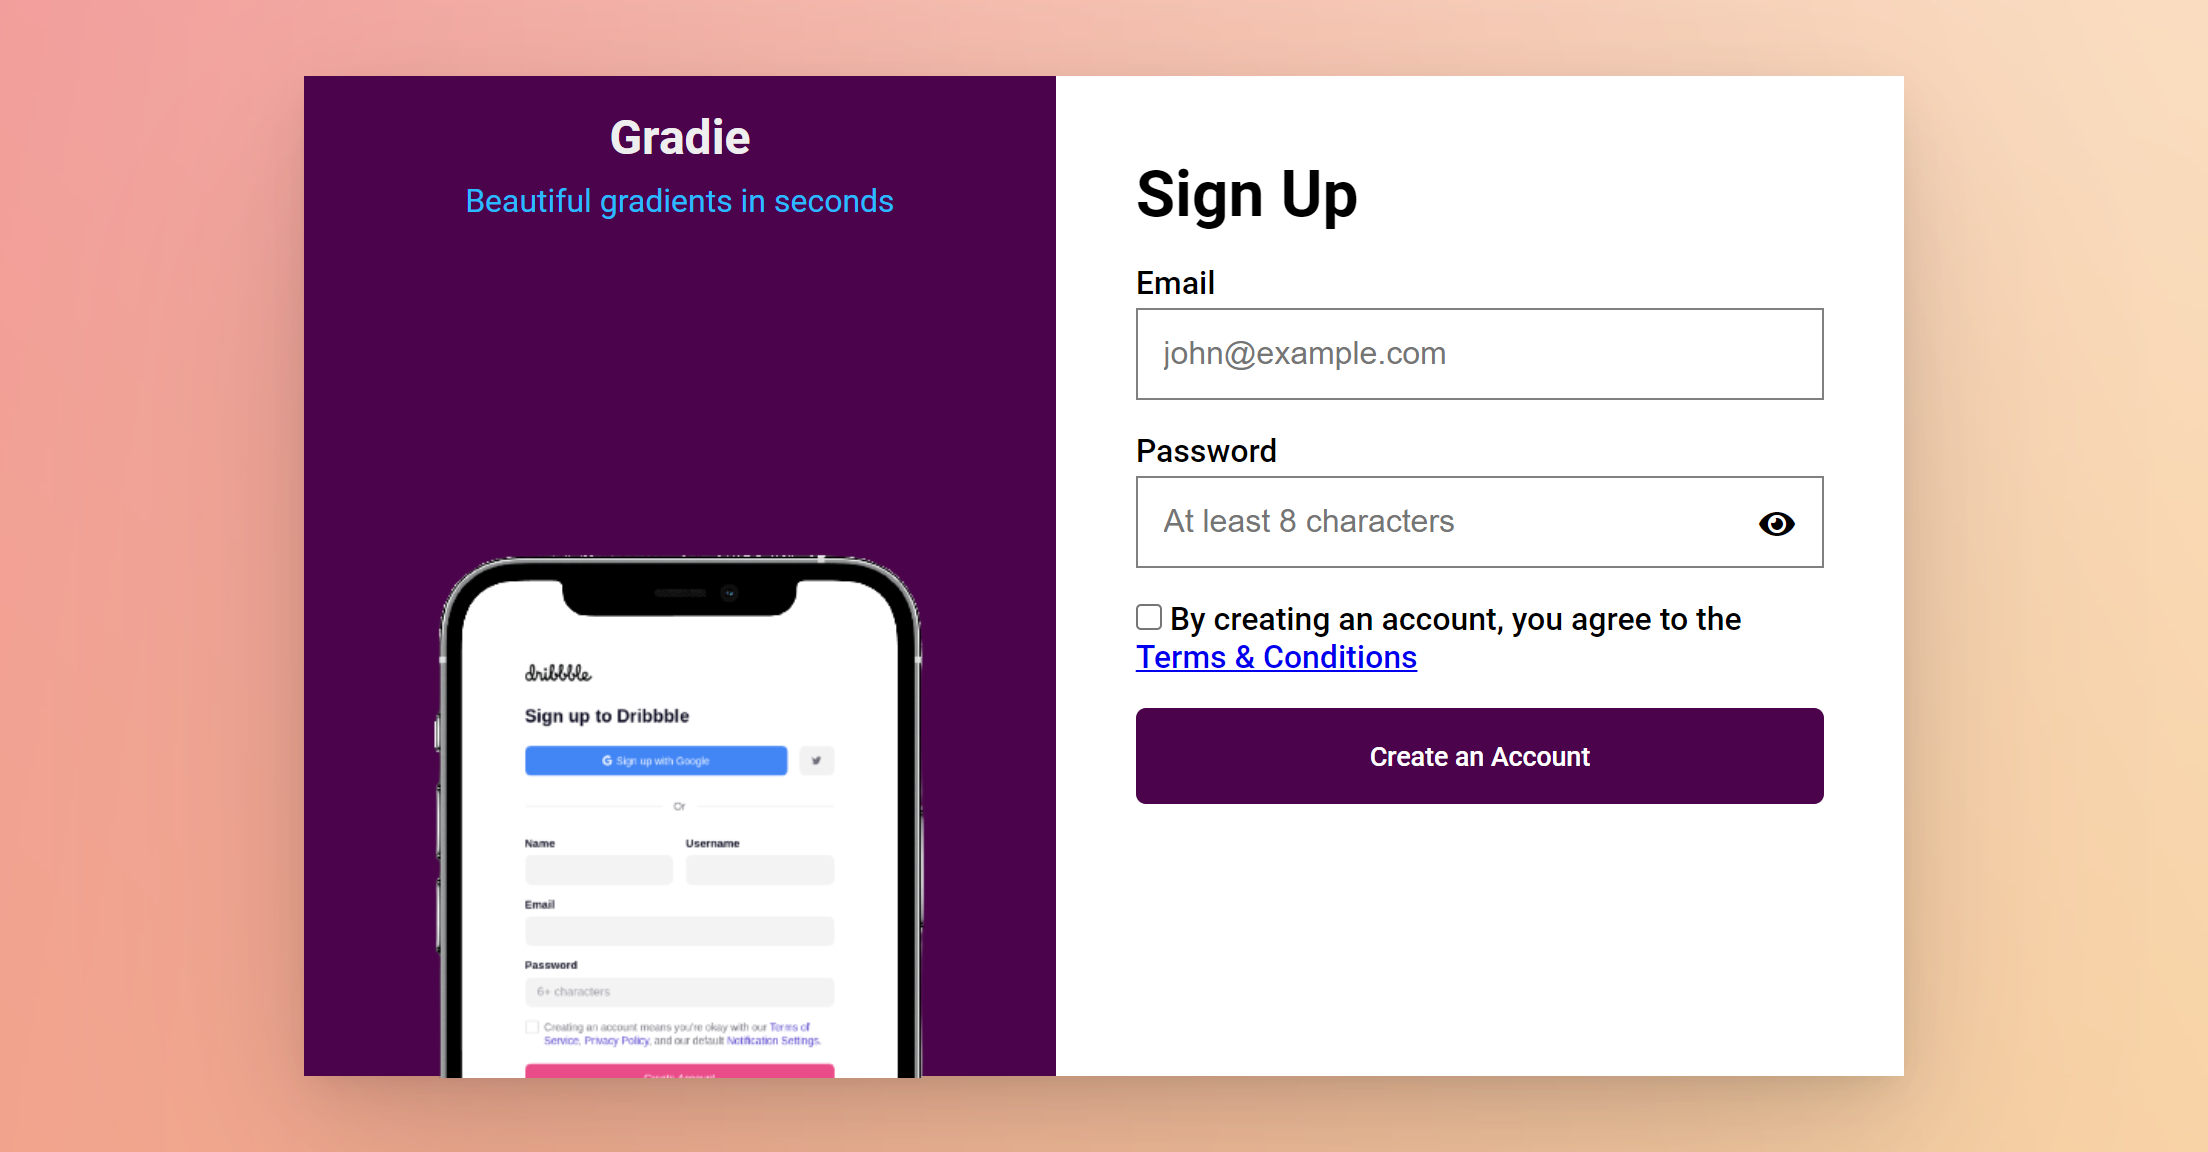 Gradie
Beautiful gradients in seconds
dribbble
Sign up to Dribbble
G Sign up with Google
Or
Name Username
Email
Password
6+ characters
Creating an account means you're okay with our Terms of
Service, Privacy Policy, and our default Notification Settings.
Create Account
Sign Up
Email
john@example.com
Password
At least 8 characters
By creating an account, you agree to the
Terms & Conditions
Create an Account